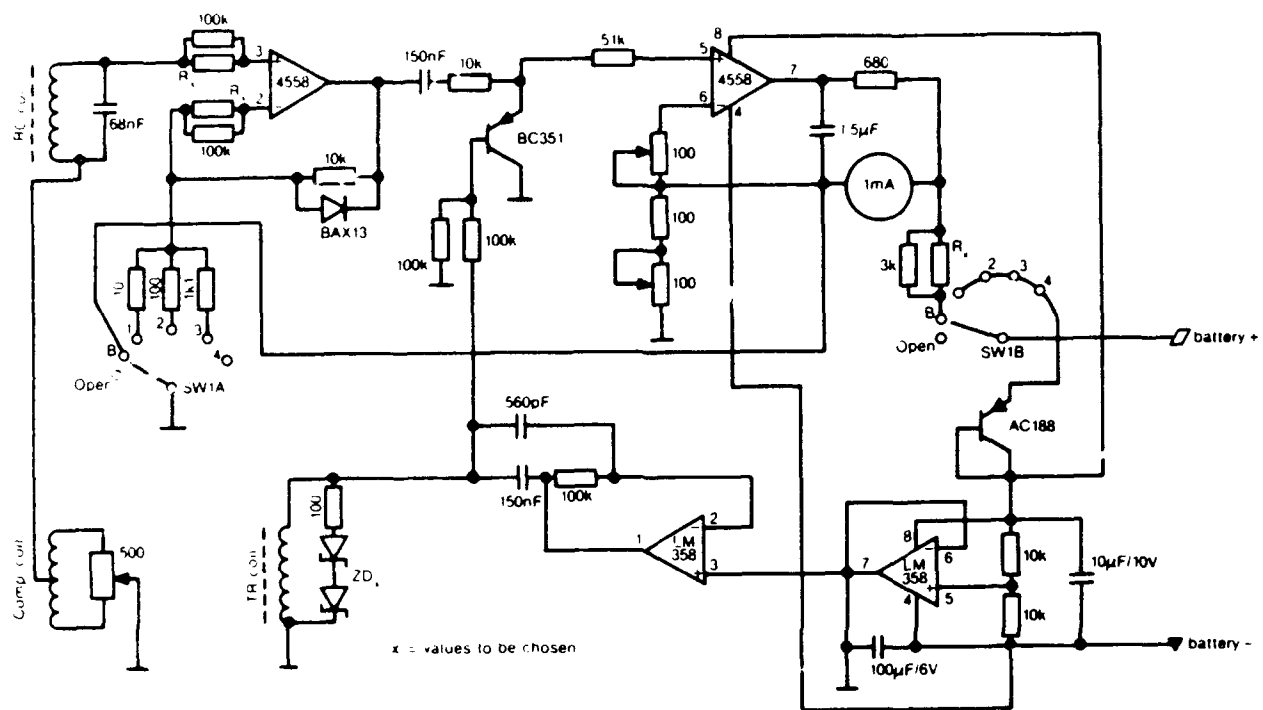 100k
3
4558
2
100k
68nF
150nF
10k
BC351
51k
8
5
4558
7
6
4
680
1.5µF
100
1mA
10k
BAX13
100k
100k
100
100
3k
2
3
4
B
Open
SW1B
battery +
10
100
1k1
1
2
3
4
B
Open
SW1A
AC188
560pF
150nF
100k
100
TR coil
ZDx
1
LM
358
2
3
7
LM
358
8
6
4
5
10k
10k
10µF/10V
100µF/6V
battery -
Comp coil
500
x = values to be chosen